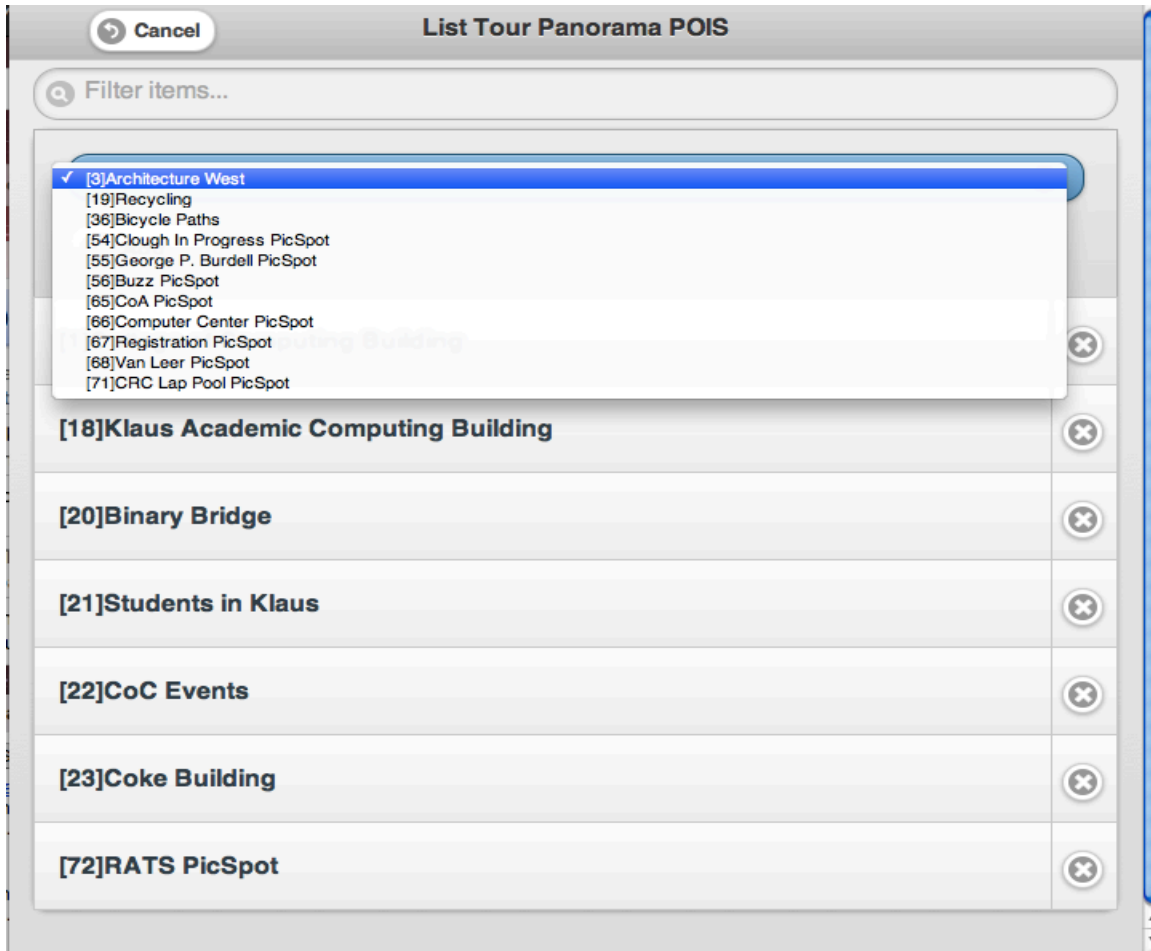 Cancel
List Tour Panorama POIS
Filter items...
✓ [3]Architecture West
[19]Recycling
[36]Bicycle Paths
[54]Clough In Progress PicSpot
[55]George P. Burdell PicSpot
[56]Buzz PicSpot
[65]CoA PicSpot
[66]Computer Center PicSpot
[67]Registration PicSpot
[68]Van Leer PicSpot
[71]CRC Lap Pool PicSpot
Building
[18]Klaus Academic Computing Building
[20]Binary Bridge
[21]Students in Klaus
[22]CoC Events
[23]Coke Building
[72]RATS PicSpot